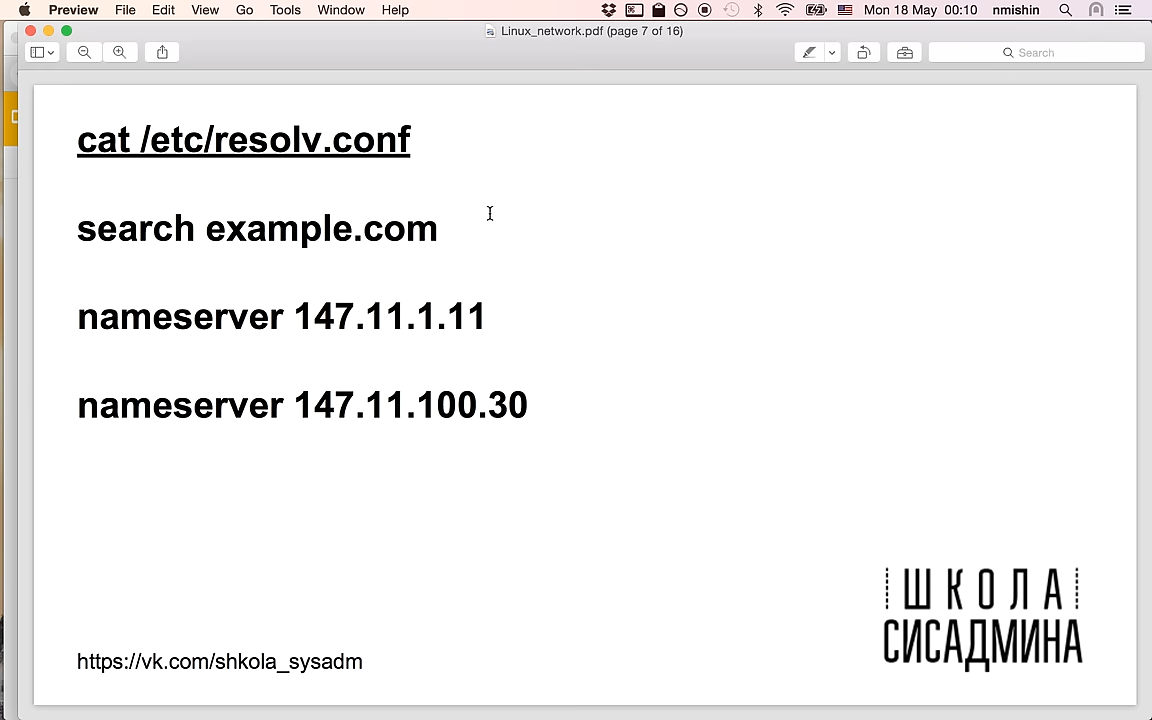 Preview File Edit View Go Tools Window Help Mon 18 May 00:10 nmishin
Linux_network.pdf (page 7 of 16)
Search
cat /etc/resolv.conf
search example.com
nameserver 147.11.1.11
nameserver 147.11.100.30
ШКОЛА
СИСАДМИНА
https://vk.com/shkola_sysadm